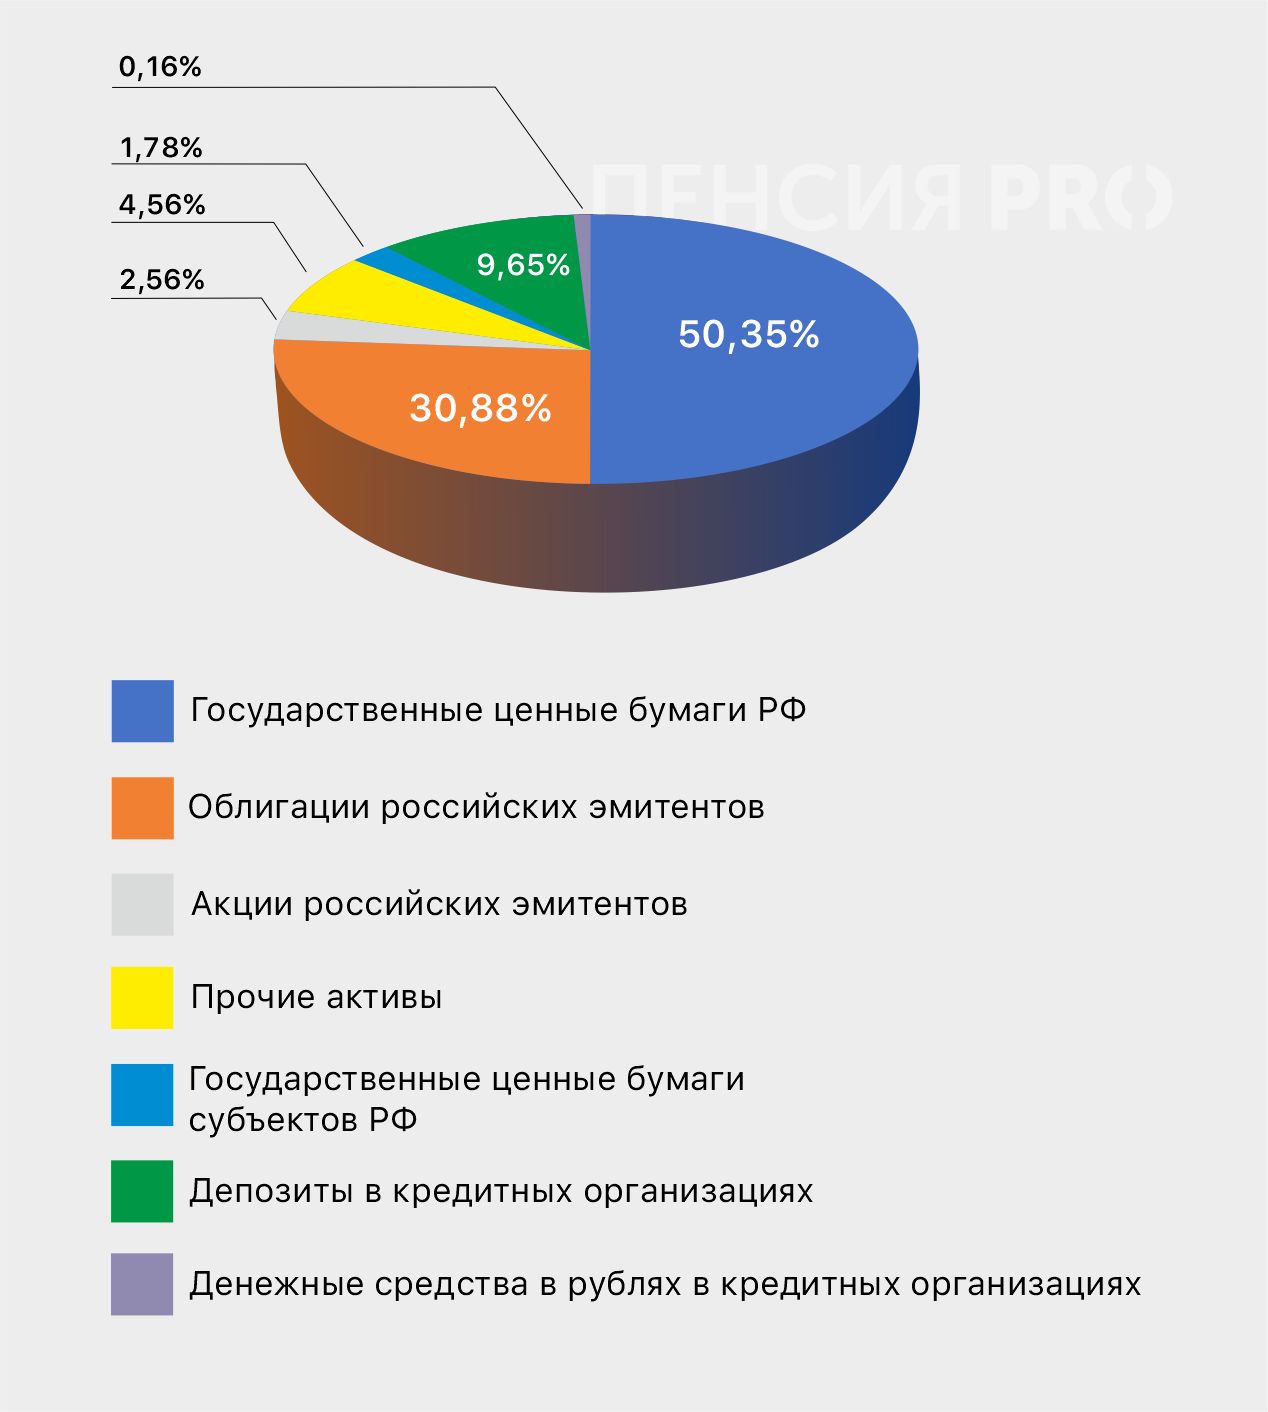 0,16%
1,78%
4,56%
2,56%
ПЕНСИЯ PRO
9,65%
50,35%
30,88%
Государственные ценные бумаги РФ
Облигации российских эмитентов
Акции российских эмитентов
Прочие активы
Государственные ценные бумаги
субъектов РФ
Депозиты в кредитных организациях
Денежные средства в рублях в кредитных организациях